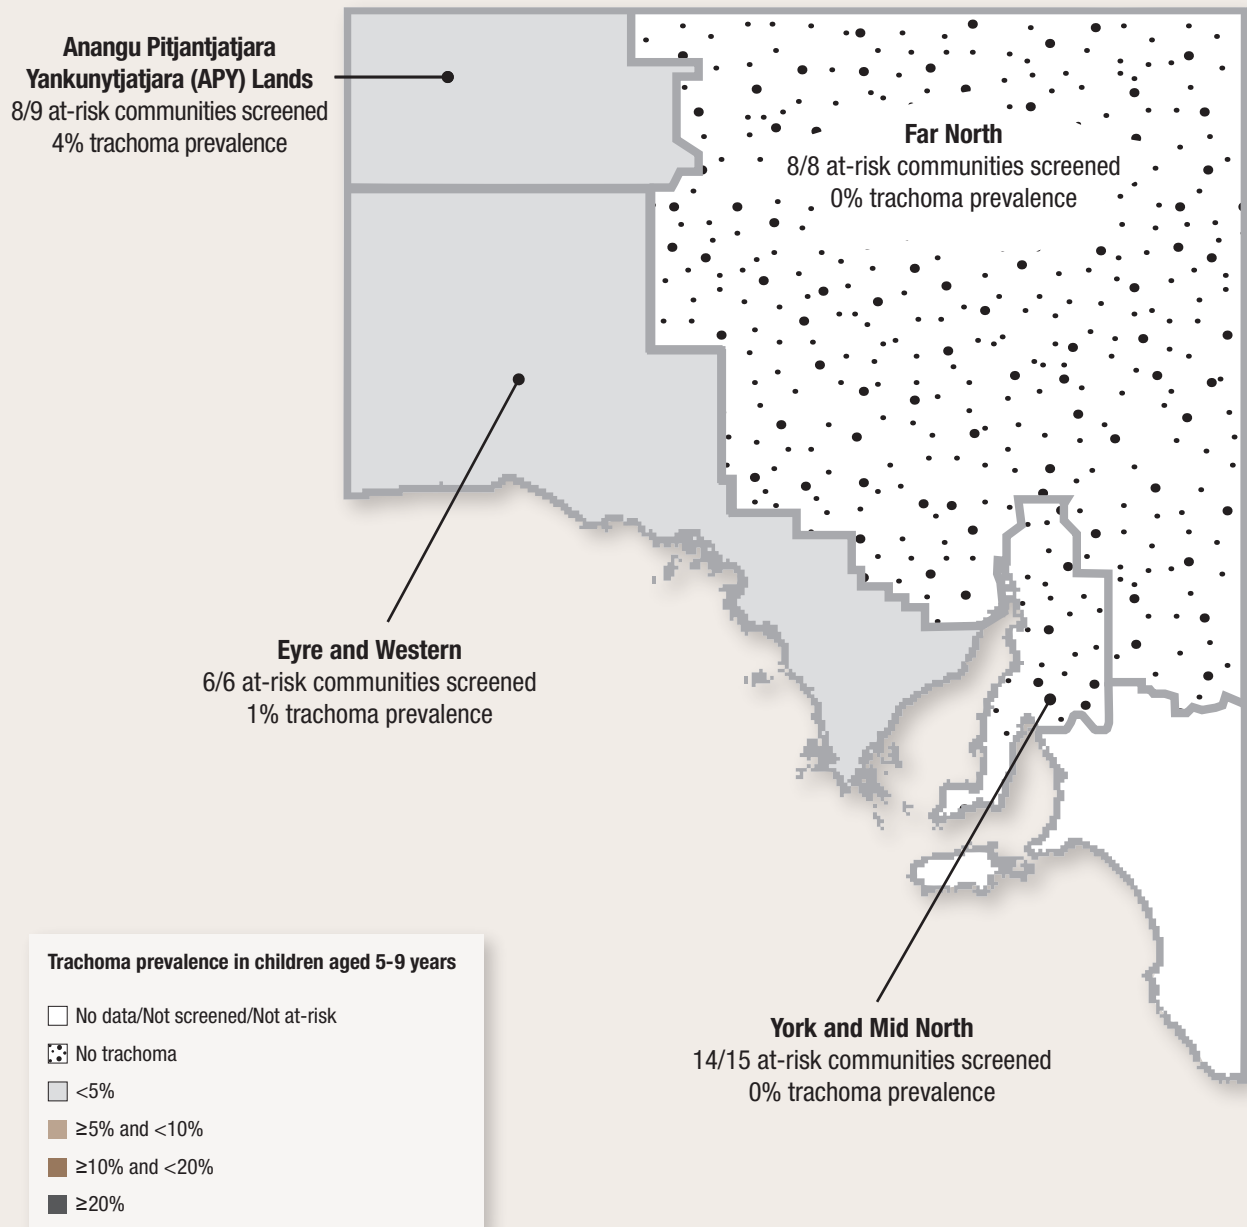 Anangu Pitjantjatjara
Yankunytjatjara (APY) Lands
8/9 at-risk communities screened
4% trachoma prevalence
Far North
8/8 at-risk communities screened
0% trachoma prevalence
Eyre and Western
6/6 at-risk communities screened
1% trachoma prevalence
York and Mid North
14/15 at-risk communities screened
0% trachoma prevalence
Trachoma prevalence in children aged 5-9 years
No data/Not screened/Not at-risk
No trachoma
<5%
≥5% and <10%
≥10% and <20%
≥20%